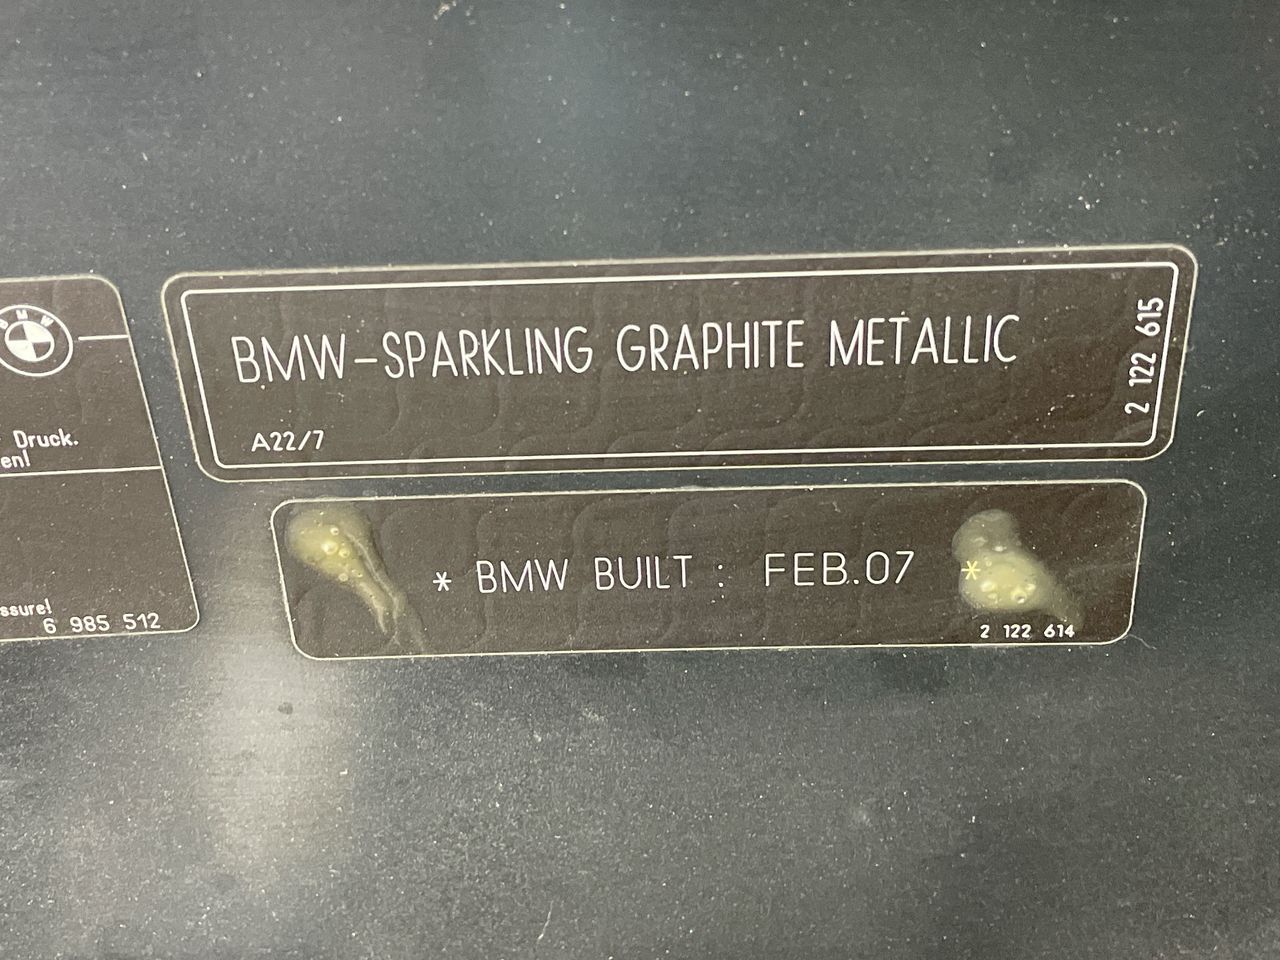 BMW
Druck.
en!
ssure!
6 985 512
BMW-SPARKLING GRAPHITE METALLIC
A22/7
2 122 615
* BMW BUILT : FEB.07 *
2 122 614